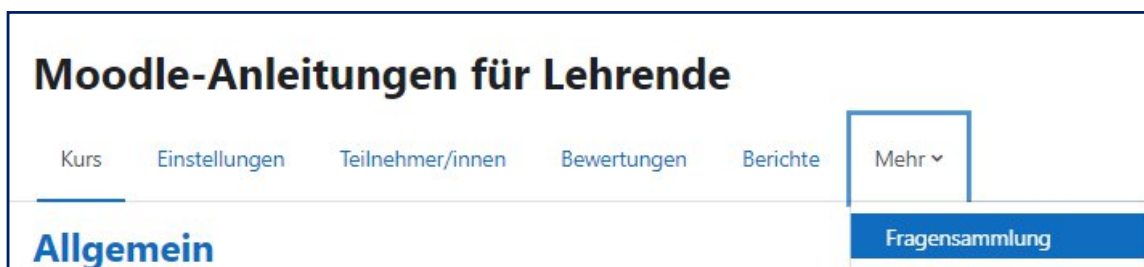 Moodle-Anleitungen für Lehrende
Kurs Einstellungen Teilnehmer/innen Bewertungen Berichte Mehr
Allgemein
Fragensammlung